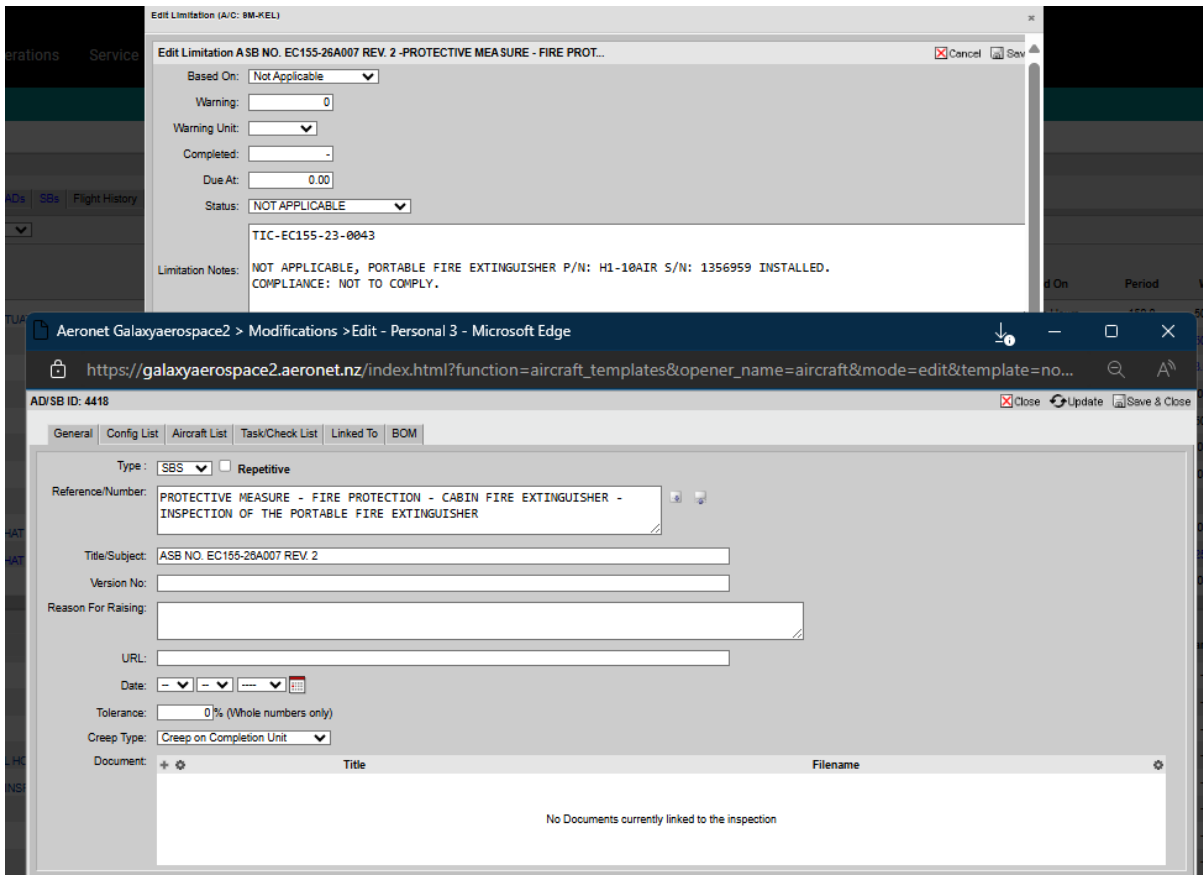 Edit Limitation (A/C: 9M-KEL)
erations Service
Edit Limitation ASB NO. EC155-26A007 REV. 2 -PROTECTIVE MEASURE - FIRE PROT...
Cancel Sav
Based On: Not Applicable
Warning: 0
Warning Unit:
Completed: -
Due At: 0.00
ADs SBs Flight History
Status: NOT APPLICABLE
TIC-EC155-23-0043
Limitation Notes: NOT APPLICABLE, PORTABLE FIRE EXTINGUISHER P/N: H1-10AIR S/N: 1356959 INSTALLED.
COMPLIANCE: NOT TO COMPLY.
d On Period
Aeronet Galaxyaerospace2 > Modifications >Edit - Personal 3 - Microsoft Edge
https://galaxyaerospace2.aeronet.nz/index.html?function=aircraft_templates&opener_name=aircraft&mode=edit&template=no...
AD/SB ID: 4418
Close Update Save & Close
General Config List Aircraft List Task/Check List Linked To BOM
Type : SBS Repetitive
Reference/Number: PROTECTIVE MEASURE - FIRE PROTECTION - CABIN FIRE EXTINGUISHER -
INSPECTION OF THE PORTABLE FIRE EXTINGUISHER
Title/Subject: ASB NO. EC155-26A007 REV. 2
Version No:
Reason For Raising:
URL:
Date: -- -- ----
Tolerance: 0 % (Whole numbers only)
Creep Type: Creep on Completion Unit
Document: Title Filename
No Documents currently linked to the inspection